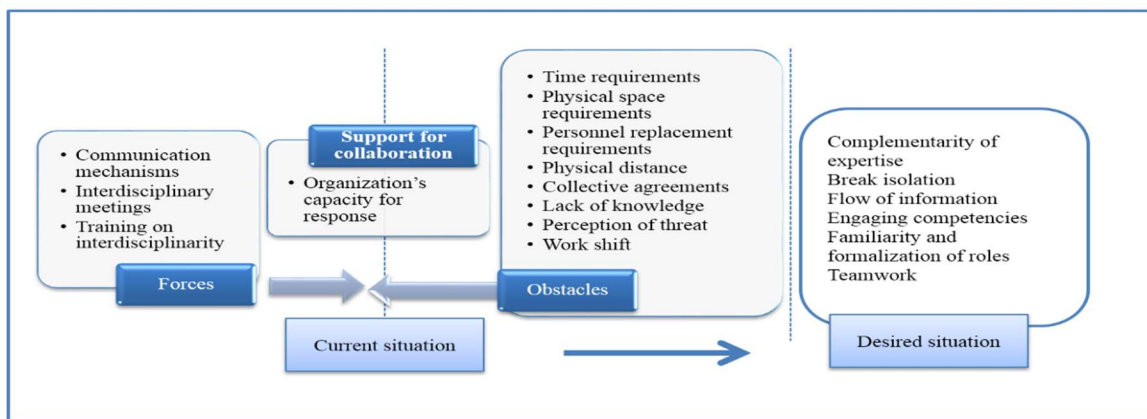 • Communication
mechanisms
• Interdisciplinary
meetings
• Training on
interdisciplinarity
Forces
Support for
collaboration
• Organization's
capacity for
response
Current situation
• Time requirements
• Physical space
requirements
• Personnel replacement
requirements
• Physical distance
• Collective agreements
• Lack of knowledge
• Perception of threat
• Work shift
Obstacles
Complementarity of
expertise
Break isolation
Flow of information
Engaging competencies
Familiarity and
formalization of roles
Teamwork
Desired situation